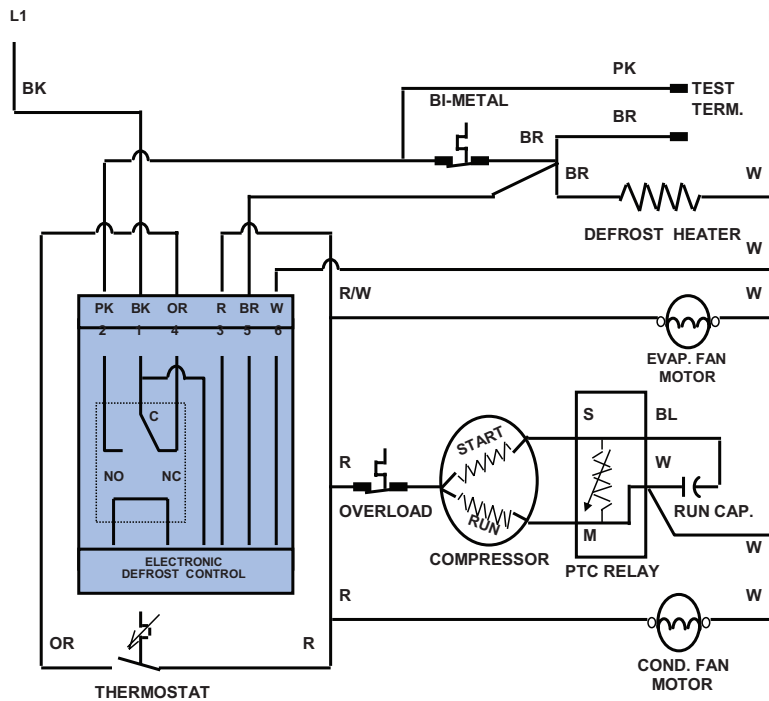 L1
BK
PK
TEST
TERM.
BI-METAL
BR
BR
BR
W
DEFROST HEATER
W
R/W
W
PK BK OR R BR W
2 1 4 3 5 6
EVAP. FAN
MOTOR
C
NO
NC
S
BL
START
R
W
OVERLOAD
RUN
RUN CAP.
M
COMPRESSOR
PTC RELAY
W
ELECTRONIC
DEFROST CONTROL
R
W
OR
R
COND. FAN
MOTOR
THERMOSTAT